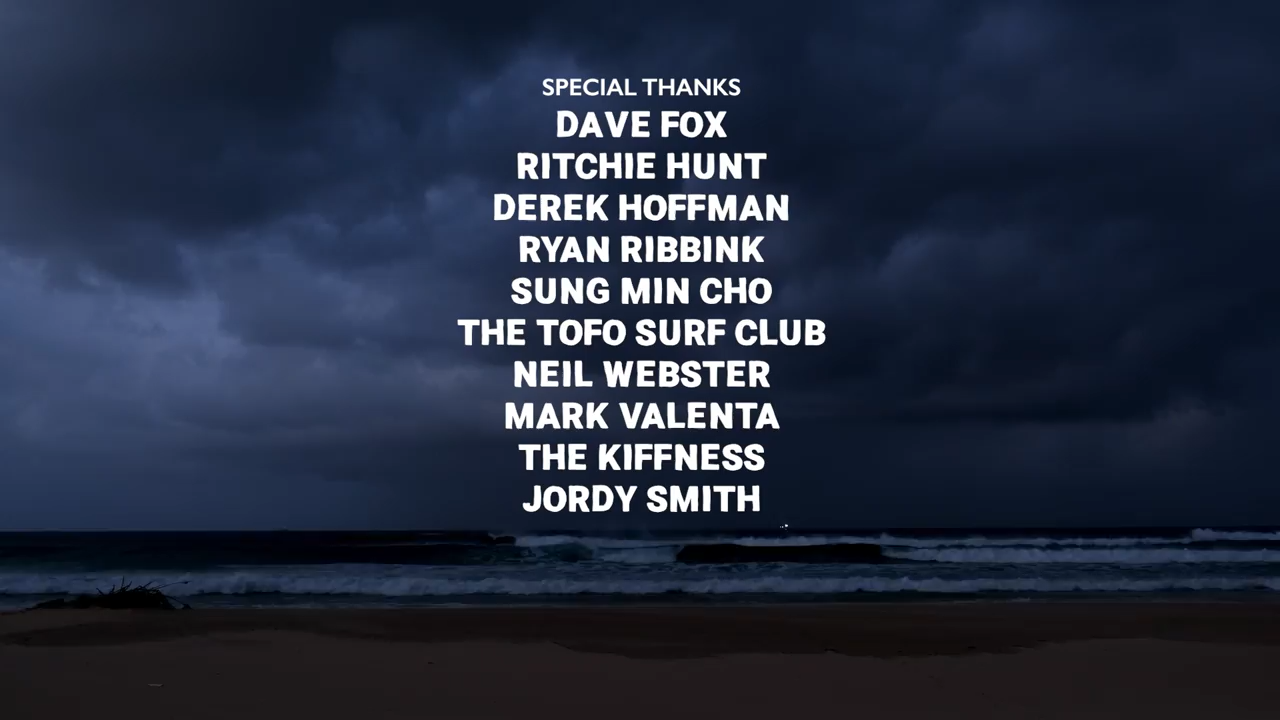 SPECIAL THANKS
DAVE FOX
RITCHIE HUNT
DEREK HOFFMAN
RYAN RIBBINK
SUNG MIN CHO
THE TOFO SURF CLUB
NEIL WEBSTER
MARK VALENTA
THE KIFFNESS
JORDY SMITH